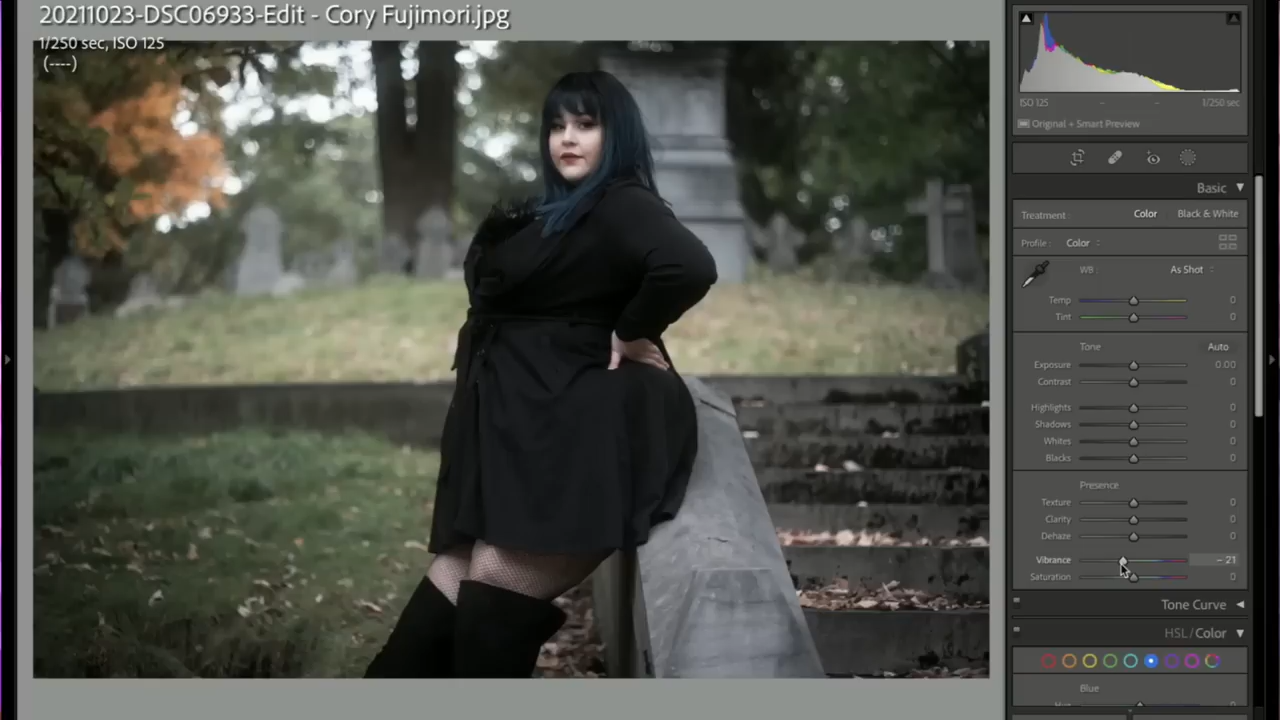 20211023-DSC06933-Edit - Cory Fujimori.jpg
1/250 sec, ISO 125
(----)
ISO 125 – – 1/250 sec
Original + Smart Preview
Basic
Treatment : Color Black & White
Profile : Color
WB : As Shot
Temp 0
Tint 0
Tone Auto
Exposure 0.00
Contrast 0
Highlights 0
Shadows 0
Whites 0
Blacks 0
Presence
Texture 0
Clarity 0
Dehaze 0
Vibrance – 21
Saturation 0
Tone Curve
HSL / Color
Blue